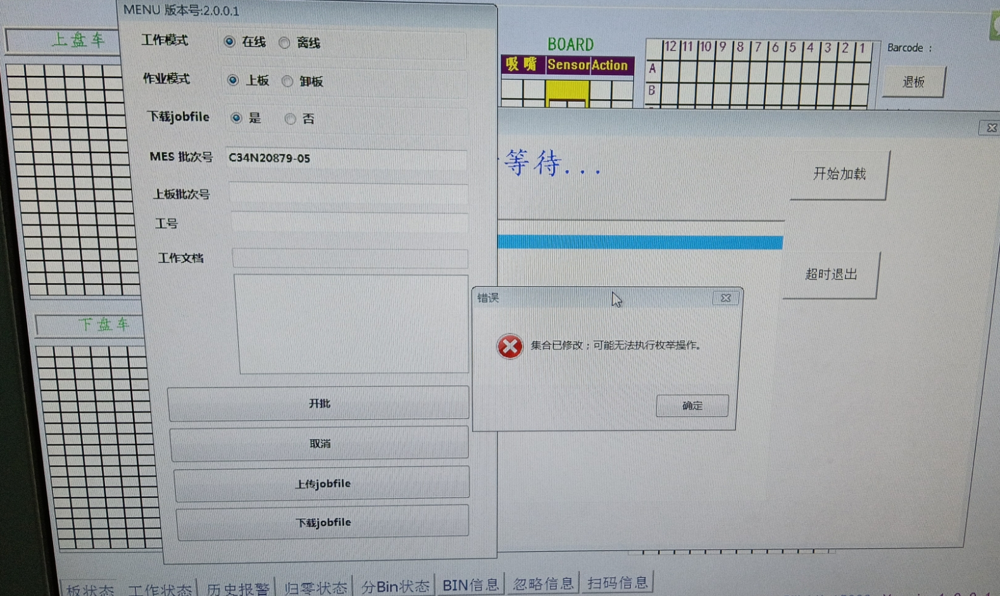 MENU 版本号:2.0.0.1
上盘车
工作模式 在线 离线
作业模式 上板 卸板
下载jobfile 是 否
MES 批次号 C34N20879-05
上板批次号
工号
工作文档
开批
取消
上传jobfile
下载jobfile
下盘车
BOARD
吸嘴 Sensor Action
12 11 10 9 8 7 6 5 4 3 2 1
A
B
Barcode :
退板
等待...
开始加载
超时退出
错误
集合已修改；可能无法执行枚举操作。
确定
板状态 工作状态 历史报警 归零状态 分Bin状态 BIN信息 忽略信息 扫码信息